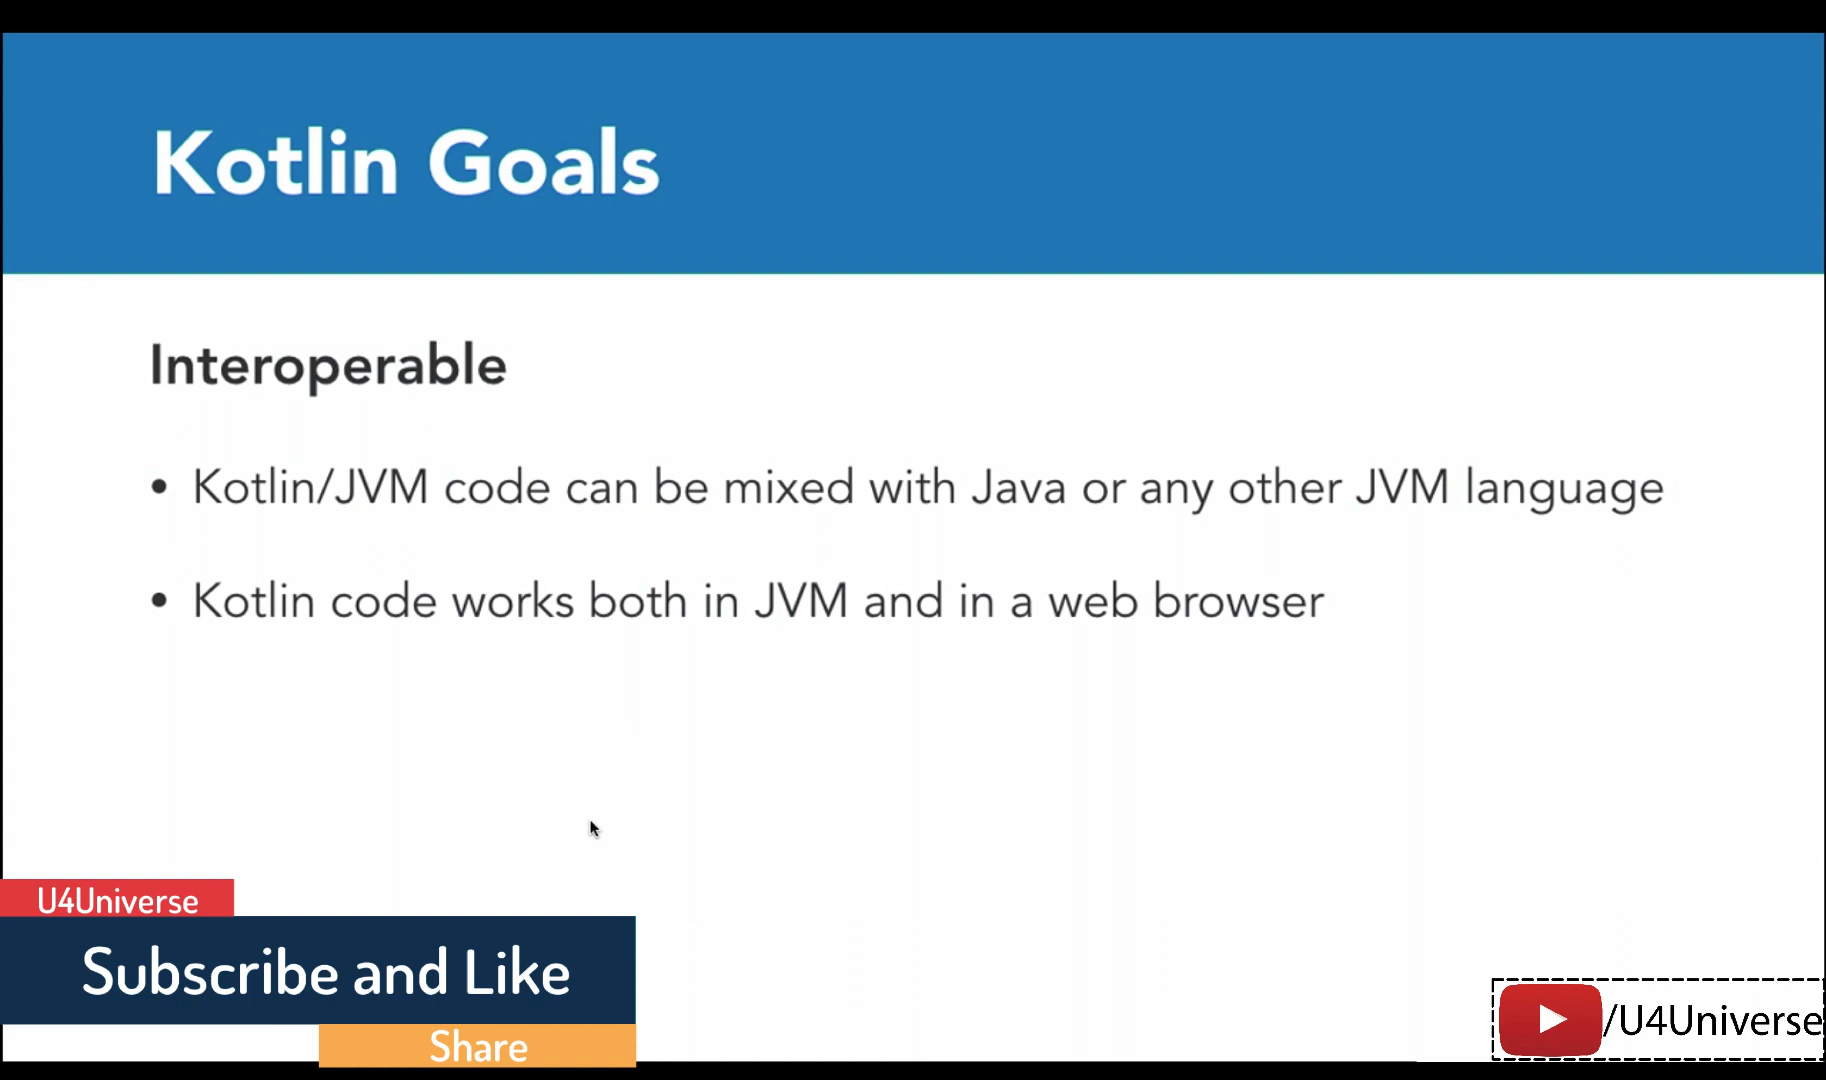 Kotlin Goals
Interoperable
• Kotlin/JVM code can be mixed with Java or any other JVM language
• Kotlin code works both in JVM and in a web browser
U4Universe
Subscribe and Like
Share
/U4Universe